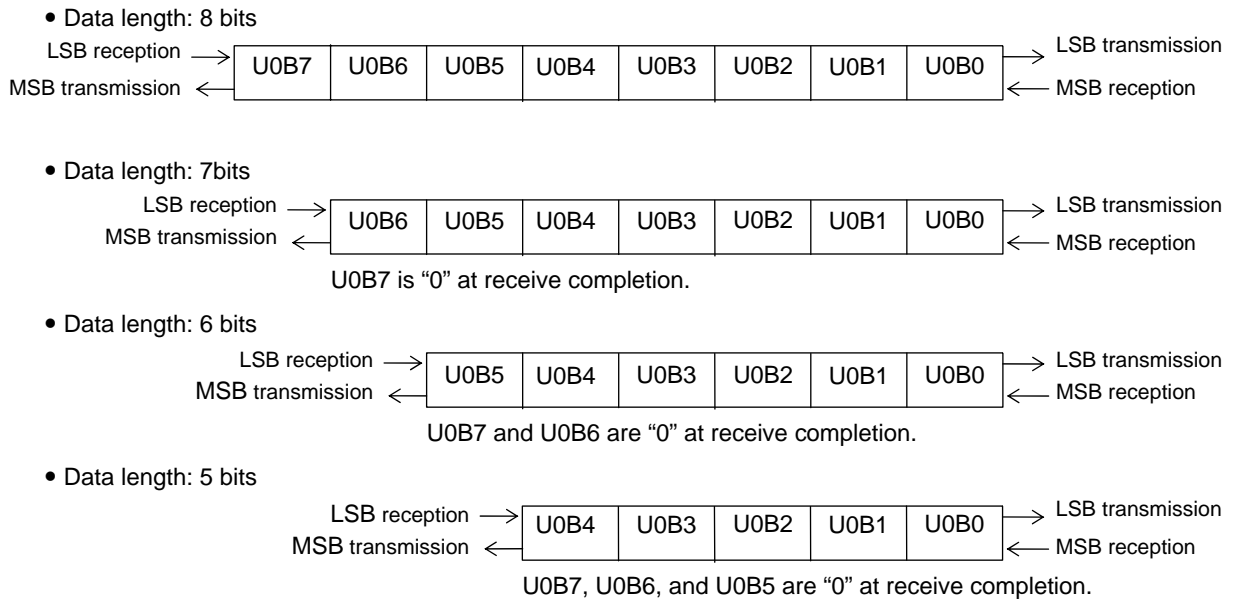 • Data length: 8 bits
LSB reception
MSB transmission
U0B7 U0B6 U0B5 U0B4 U0B3 U0B2 U0B1 U0B0
LSB transmission
MSB reception
• Data length: 7bits
LSB reception
MSB transmission
U0B6 U0B5 U0B4 U0B3 U0B2 U0B1 U0B0
LSB transmission
MSB reception
U0B7 is “0” at receive completion.
• Data length: 6 bits
LSB reception
MSB transmission
U0B5 U0B4 U0B3 U0B2 U0B1 U0B0
LSB transmission
MSB reception
U0B7 and U0B6 are “0” at receive completion.
• Data length: 5 bits
LSB reception
MSB transmission
U0B4 U0B3 U0B2 U0B1 U0B0
LSB transmission
MSB reception
U0B7, U0B6, and U0B5 are “0” at receive completion.